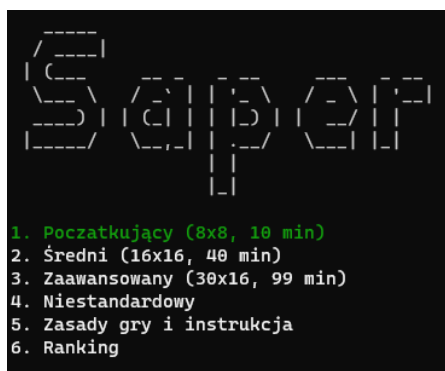 Saper
1. Poczatkujący (8x8, 10 min)
2. Średni (16x16, 40 min)
3. Zaawansowany (30x16, 99 min)
4. Niestandardowy
5. Zasady gry i instrukcja
6. Ranking